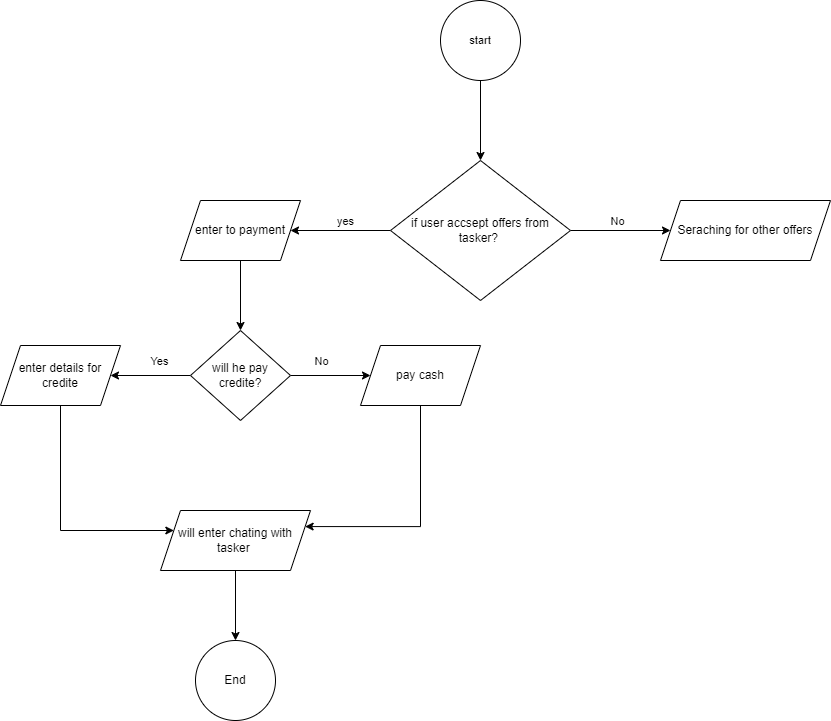 start
if user accsept offers from
tasker?
yes
No
enter to payment
Seraching for other offers
will he pay
credite?
Yes
No
enter details for
credite
pay cash
will enter chating with
tasker
End